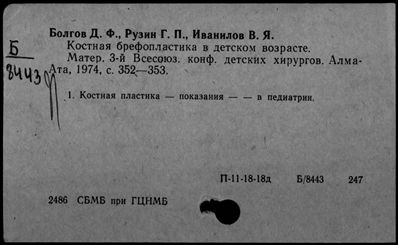 Болгов Д. Ф., Рузин Г. П., Иванилов В. Я.
Костная брефопластика в детском возрасте.
Матер. 3-й Всесоюз. конф. детских хирургов. Алма-
Ата, 1974, с. 352—353.
Б
8443
1. Костная пластика — показания — — в педиатрии.
П-11-18-18д Б/8443 247
2486 СБМБ при ГЦНМБ